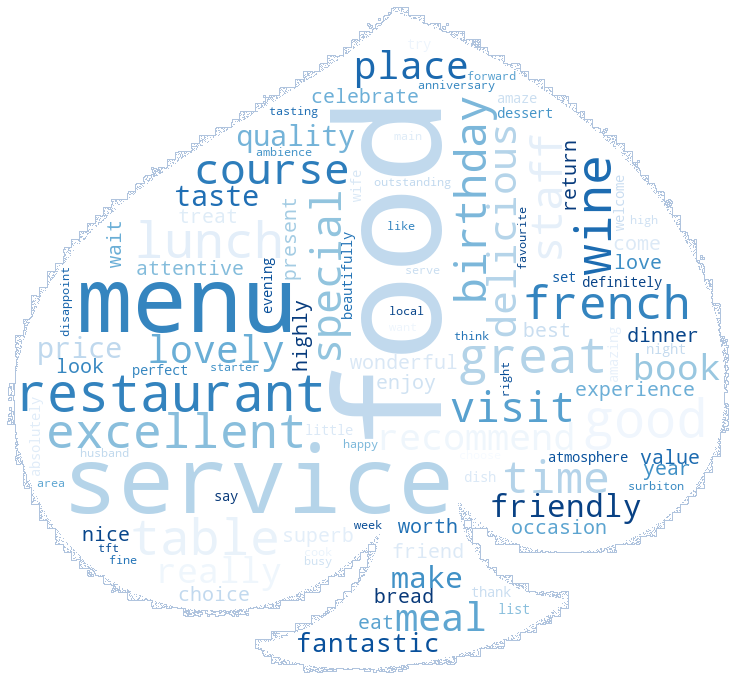 try
place
forward
anniversary
celebrate
amaze
tasting
dessert
quality
main
ambience
course
delicious
birthday
food
staff
wine
return
outstanding
wife
taste
treat
present
special
like
favourite
welcome
high
wait
lunch
beautifully
come
attentive
love
serve
evening
set
definitely
disappoint
menu
local
french
highly
want
think
dinner
amazing
price
lovely
wonderful
great
best
night
look
perfect
starter
right
book
restaurant
enjoy
experience
visit
good
absolutely
excellent
little
recommend
happy
husband
atmosphere
value
year
service
dish
time
area
surbiton
say
friendly
nice
table
superb
week
worth
occasion
tft
cook
friend
fine
busy
really
make
thank
choice
bread
list
eat
meal
fantastic